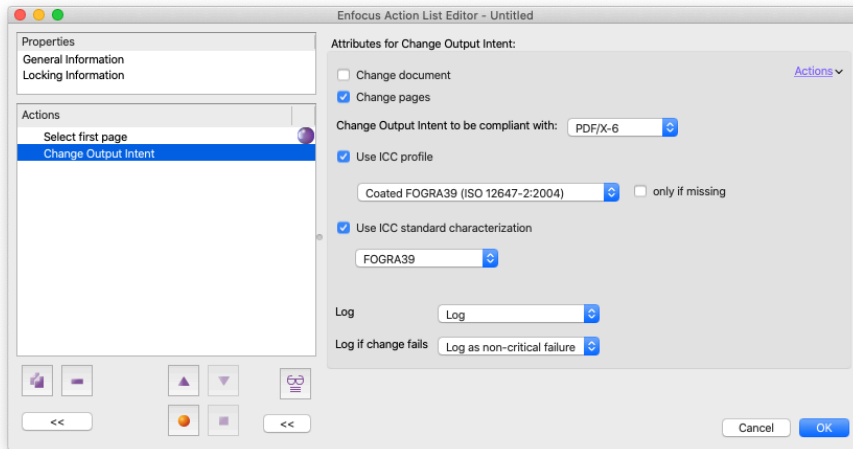 Enfocus Action List Editor - Untitled
Properties
General Information
Locking Information
Actions
Select first page
Change Output Intent
<<
<<
Attributes for Change Output Intent:
Change document
Actions
Change pages
Change Output Intent to be compliant with: PDF/X-6
Use ICC profile
Coated FOGRA39 (ISO 12647-2:2004) only if missing
Use ICC standard characterization
FOGRA39
Log Log
Log if change fails Log as non-critical failure
Cancel OK